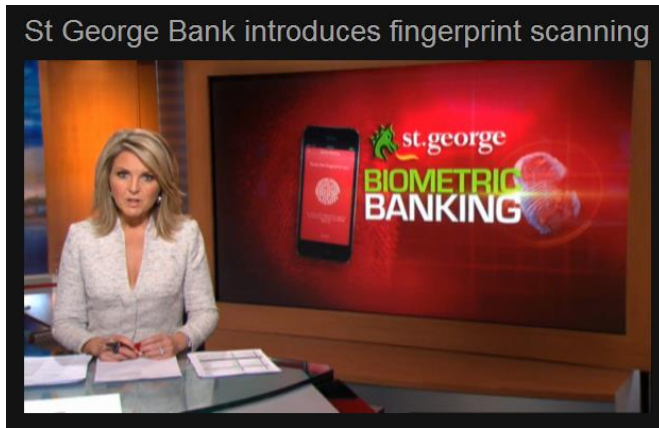 St George Bank introduces fingerprint scanning
st.george
BIOMETRIC
BANKING